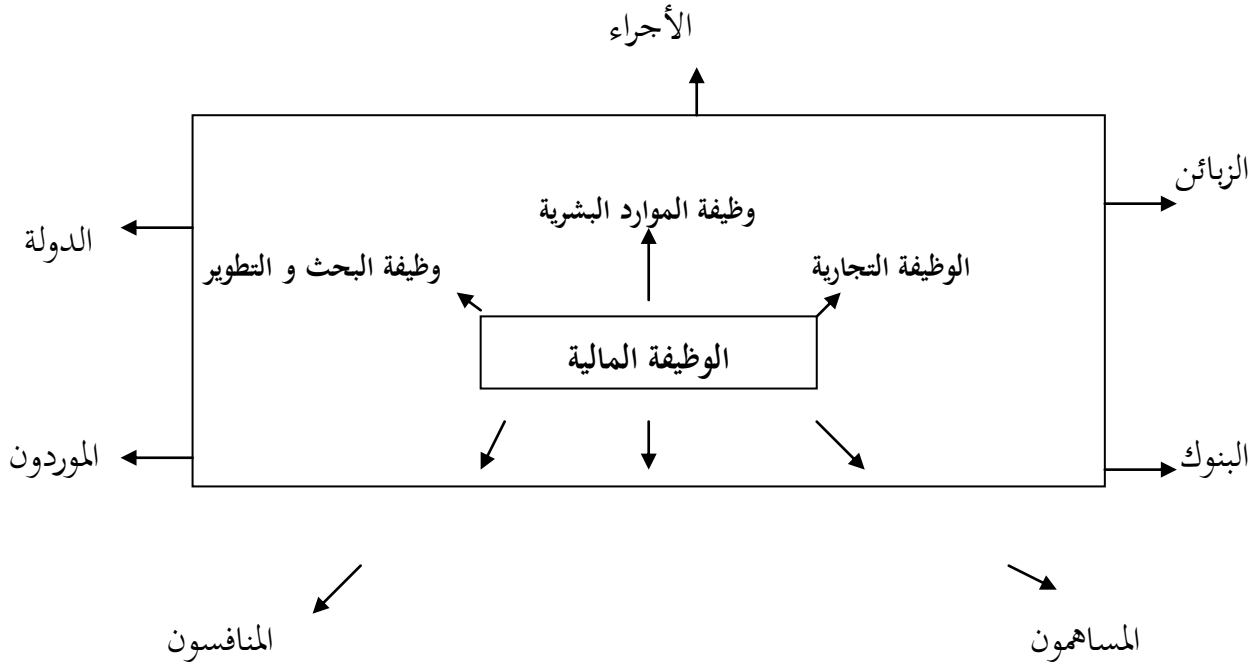 الأجراء
الزبائن
وظيفة الموارد البشرية
الدولة
الوظيفة التجارية
وظيفة البحث و التطوير
الوظيفة المالية
البنوك
الموردون
المساهمون
المنافسون